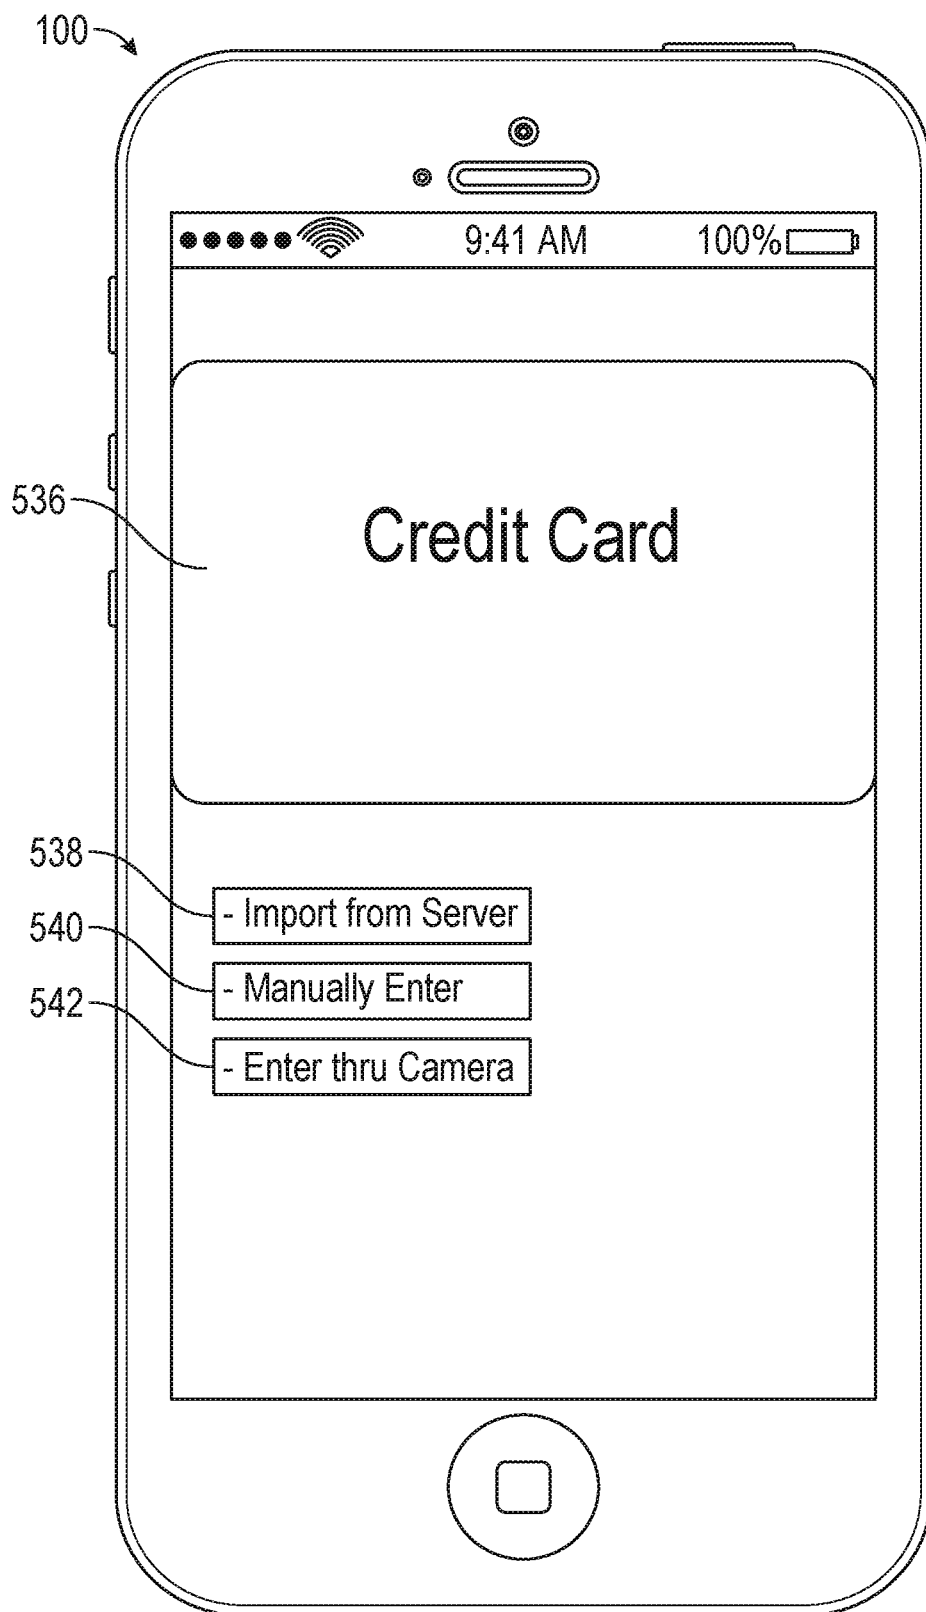 100
9:41 AM 100%
536
Credit Card
538
- Import from Server
540
- Manually Enter
542
- Enter thru Camera